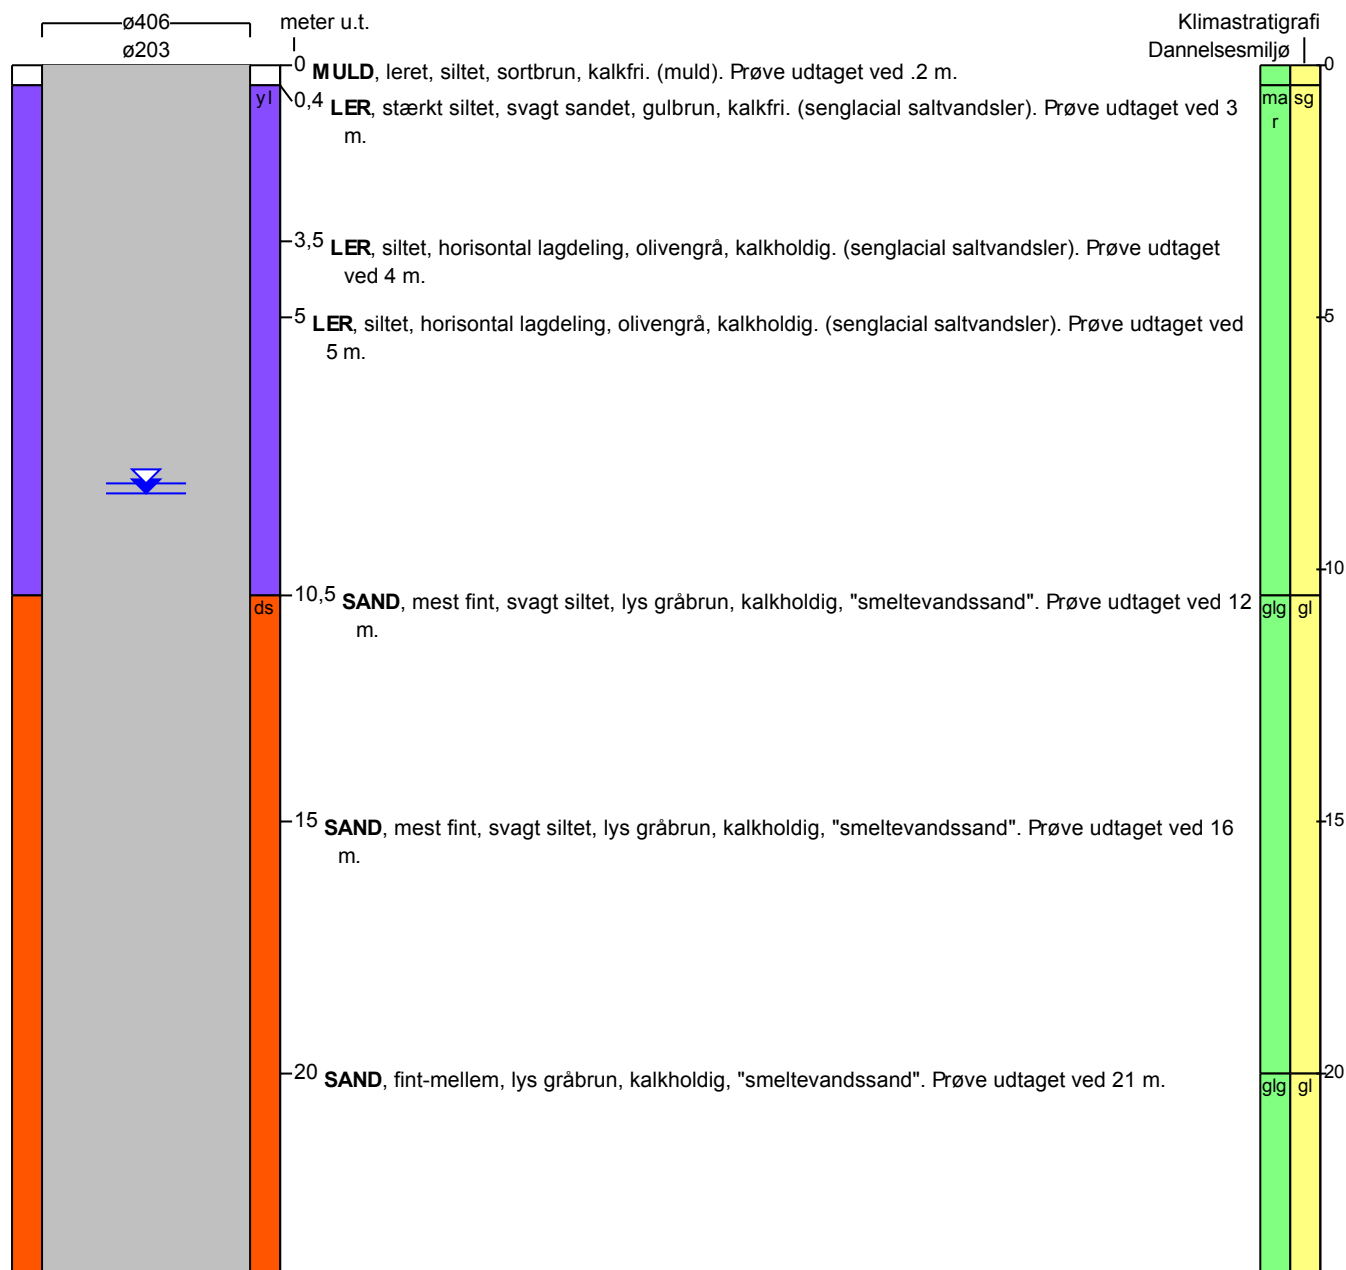 ø406
meter u.t.
Klimastratigrafi
ø203
Dannelsesmiljø
0
MULD, leret, siltet, sortbrun, kalkfri. (muld). Prøve udtaget ved .2 m.
0
yl
0,4
LER, stærkt siltet, svagt sandet, gulbrun, kalkfri. (senglacial saltvandsler). Prøve udtaget ved 3
m.
ma
r
sg
3,5
LER, siltet, horisontal lagdeling, olivengrå, kalkholdig. (senglacial saltvandsler). Prøve udtaget
ved 4 m.
5
LER, siltet, horisontal lagdeling, olivengrå, kalkholdig. (senglacial saltvandsler). Prøve udtaget ved
5 m.
5
10
ds
10,5
SAND, mest fint, svagt siltet, lys gråbrun, kalkholdig, "smeltevandssand". Prøve udtaget ved 12
m.
glg
gl
15
SAND, mest fint, svagt siltet, lys gråbrun, kalkholdig, "smeltevandssand". Prøve udtaget ved 16
m.
15
20
SAND, fint-mellem, lys gråbrun, kalkholdig, "smeltevandssand". Prøve udtaget ved 21 m.
20
glg
gl